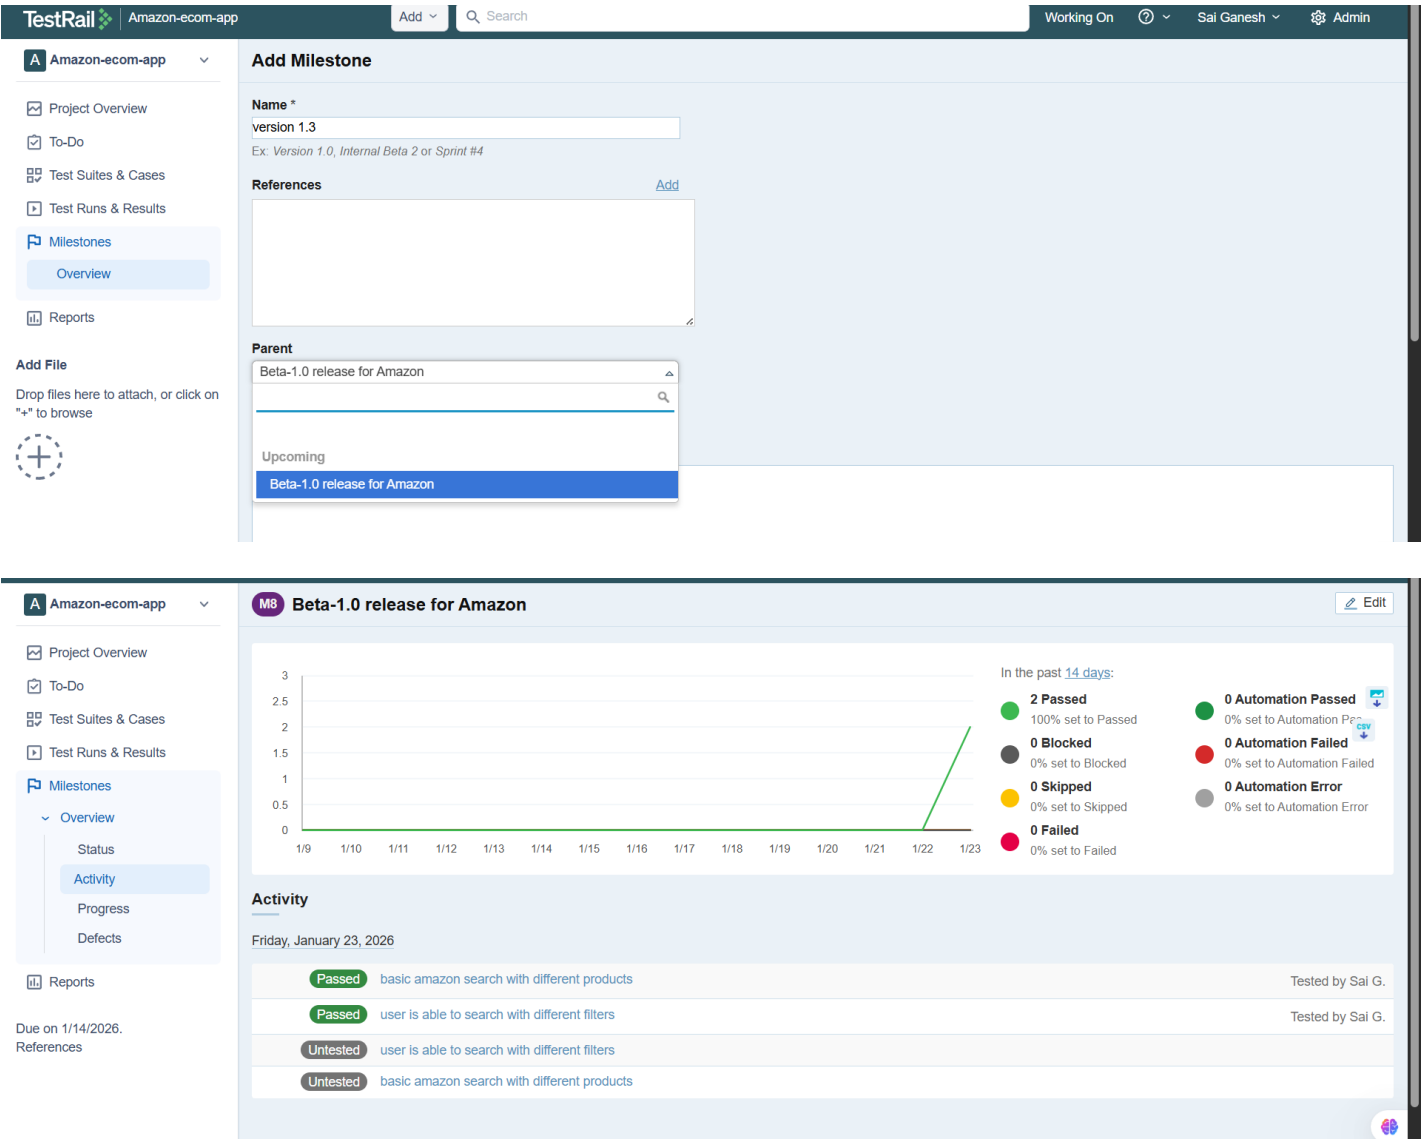 TestRail Amazon-ecom-app Add Search Working On Sai Ganesh Admin
A Amazon-ecom-app
Project Overview
To-Do
Test Suites & Cases
Test Runs & Results
Milestones
Overview
Reports
Add File
Drop files here to attach, or click on
"+" to browse
Add Milestone
Name *
version 1.3
Ex: Version 1.0, Internal Beta 2 or Sprint #4
References Add
Parent
Beta-1.0 release for Amazon
Upcoming
Beta-1.0 release for Amazon
A Amazon-ecom-app
Project Overview
To-Do
Test Suites & Cases
Test Runs & Results
Milestones
Overview
Status
Activity
Progress
Defects
Reports
Due on 1/14/2026.
References
M8 Beta-1.0 release for Amazon Edit
3
2.5
2
1.5
1
0.5
0
1/9 1/10 1/11 1/12 1/13 1/14 1/15 1/16 1/17 1/18 1/19 1/20 1/21 1/22 1/23
In the past 14 days:
2 Passed
100% set to Passed
0 Blocked
0% set to Blocked
0 Skipped
0% set to Skipped
0 Failed
0% set to Failed
0 Automation Passed
0% set to Automation
CSV
0 Automation Failed
0% set to Automation Failed
0 Automation Error
0% set to Automation Error
Activity
Friday, January 23, 2026
Passed basic amazon search with different products Tested by Sai G.
Passed user is able to search with different filters Tested by Sai G.
Untested user is able to search with different filters
Untested basic amazon search with different products